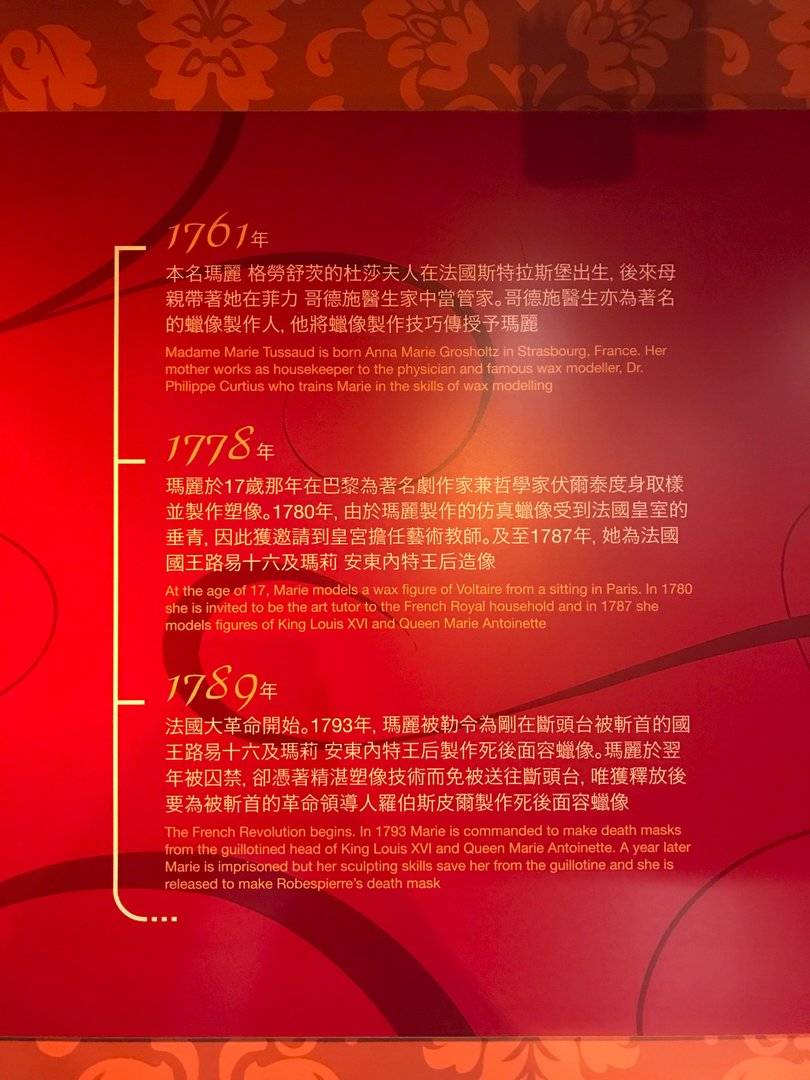 1761年
本名瑪麗 格勞舒茨的杜莎夫人在法國斯特拉斯堡出生, 後來母
親帶著她在菲力 哥德施醫生家中當管家。哥德施醫生亦為著名
的蠟像製作人, 他將蠟像製作技巧傳授予瑪麗
Madame Marie Tussaud is born Anna Marie Grosholtz in Strasbourg, France. Her
mother works as housekeeper to the physician and famous wax modeller, Dr.
Philippe Curtius who trains Marie in the skills of wax modelling
1778年
瑪麗於17歲那年在巴黎為著名劇作家兼哲學家伏爾泰度身取樣
並製作塑像。1780年, 由於瑪麗製作的仿真蠟像受到法國皇室的
垂青, 因此獲邀請到皇宮擔任藝術教師。及至1787年, 她為法國
國王路易十六及瑪莉 安東內特王后造像
At the age of 17, Marie models a wax figure of Voltaire from a sitting in Paris. In 1780
she is invited to be the art tutor to the French Royal household and in 1787 she
models figures of King Louis XVI and Queen Marie Antoinette
1789年
法國大革命開始。1793年, 瑪麗被勒令為剛在斷頭台被斬首的國
王路易十六及瑪莉 安東內特王后製作死後面容蠟像。瑪麗於翌
年被囚禁, 卻憑著精湛塑像技術而免被送往斷頭台, 唯獲釋放後
要為被斬首的革命領導人羅伯斯皮爾製作死後面容蠟像
The French Revolution begins. In 1793 Marie is commanded to make death masks
from the guillotined head of King Louis XVI and Queen Marie Antoinette. A year later
Marie is imprisoned but her sculpting skills save her from the guillotine and she is
released to make Robespierre's death mask